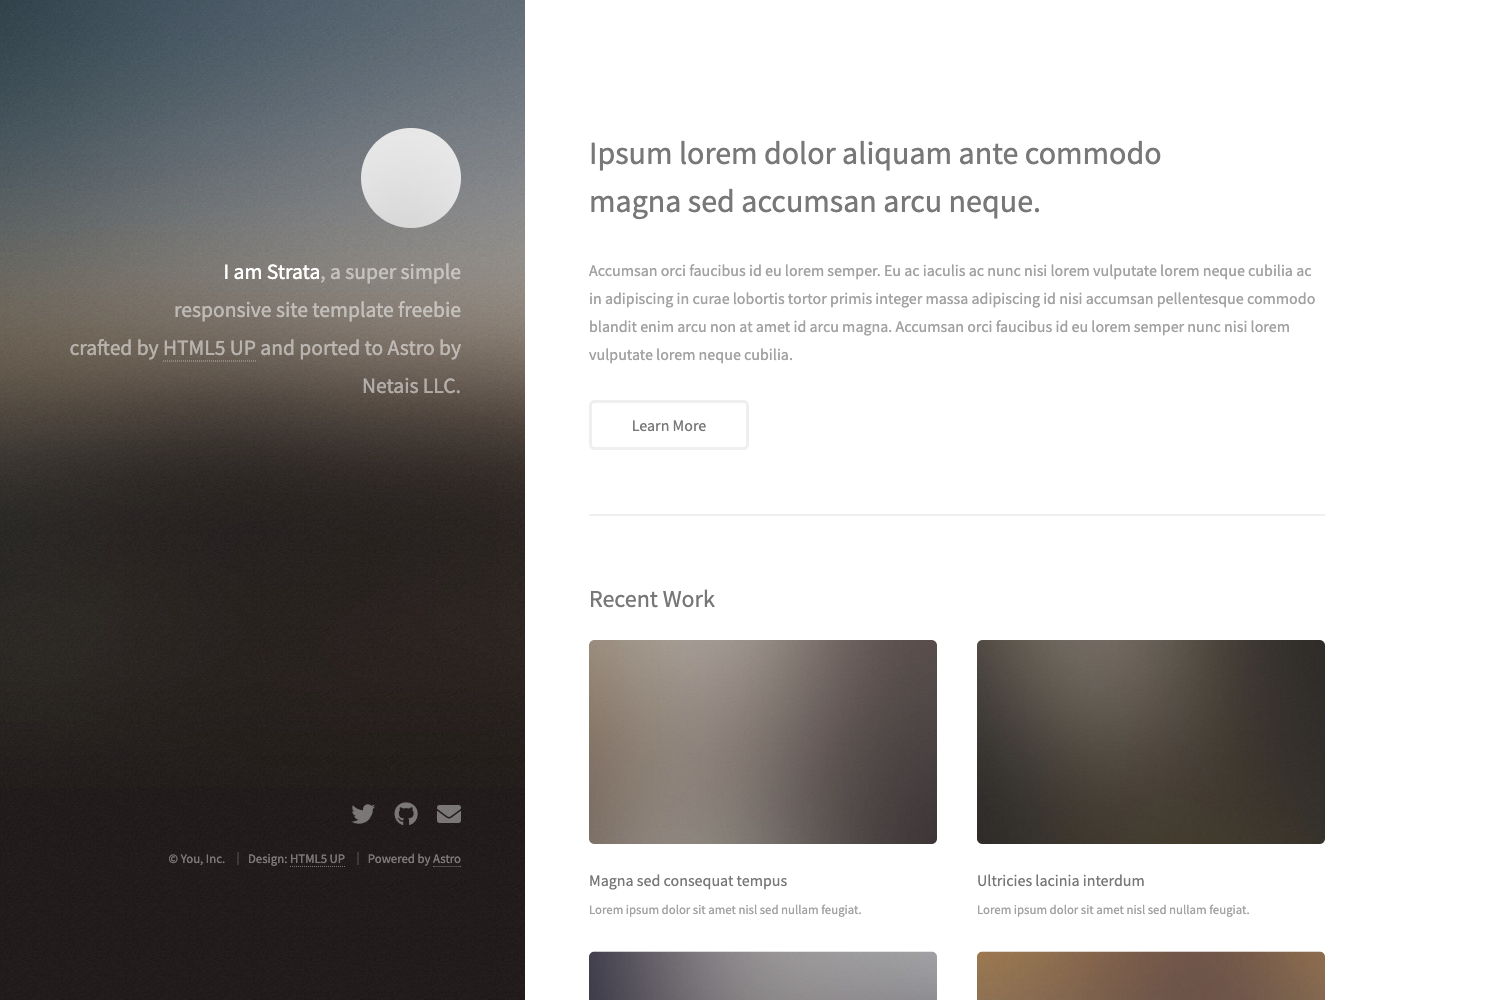 I am Strata, a super simple
responsive site template freebie
crafted by HTML5 UP and ported to Astro by
Netais LLC.
© You, Inc.
Design: HTML5 UP
Powered by Astro
Ipsum lorem dolor aliquam ante commodo
magna sed accumsan arcu neque.
Accumsan orci faucibus id eu lorem semper. Eu ac iaculis ac nunc nisi lorem vulputate lorem neque cubilia ac
in adipiscing in curae lobortis tortor primis integer massa adipiscing id nisi accumsan pellentesque commodo
blandit enim arcu non at amet id arcu magna. Accumsan orci faucibus id eu lorem semper nunc nisi lorem
vulputate lorem neque cubilia.
Learn More
Recent Work
Magna sed consequat tempus
Lorem ipsum dolor sit amet nisl sed nullam feugiat.
Ultricies lacinia interdum
Lorem ipsum dolor sit amet nisl sed nullam feugiat.